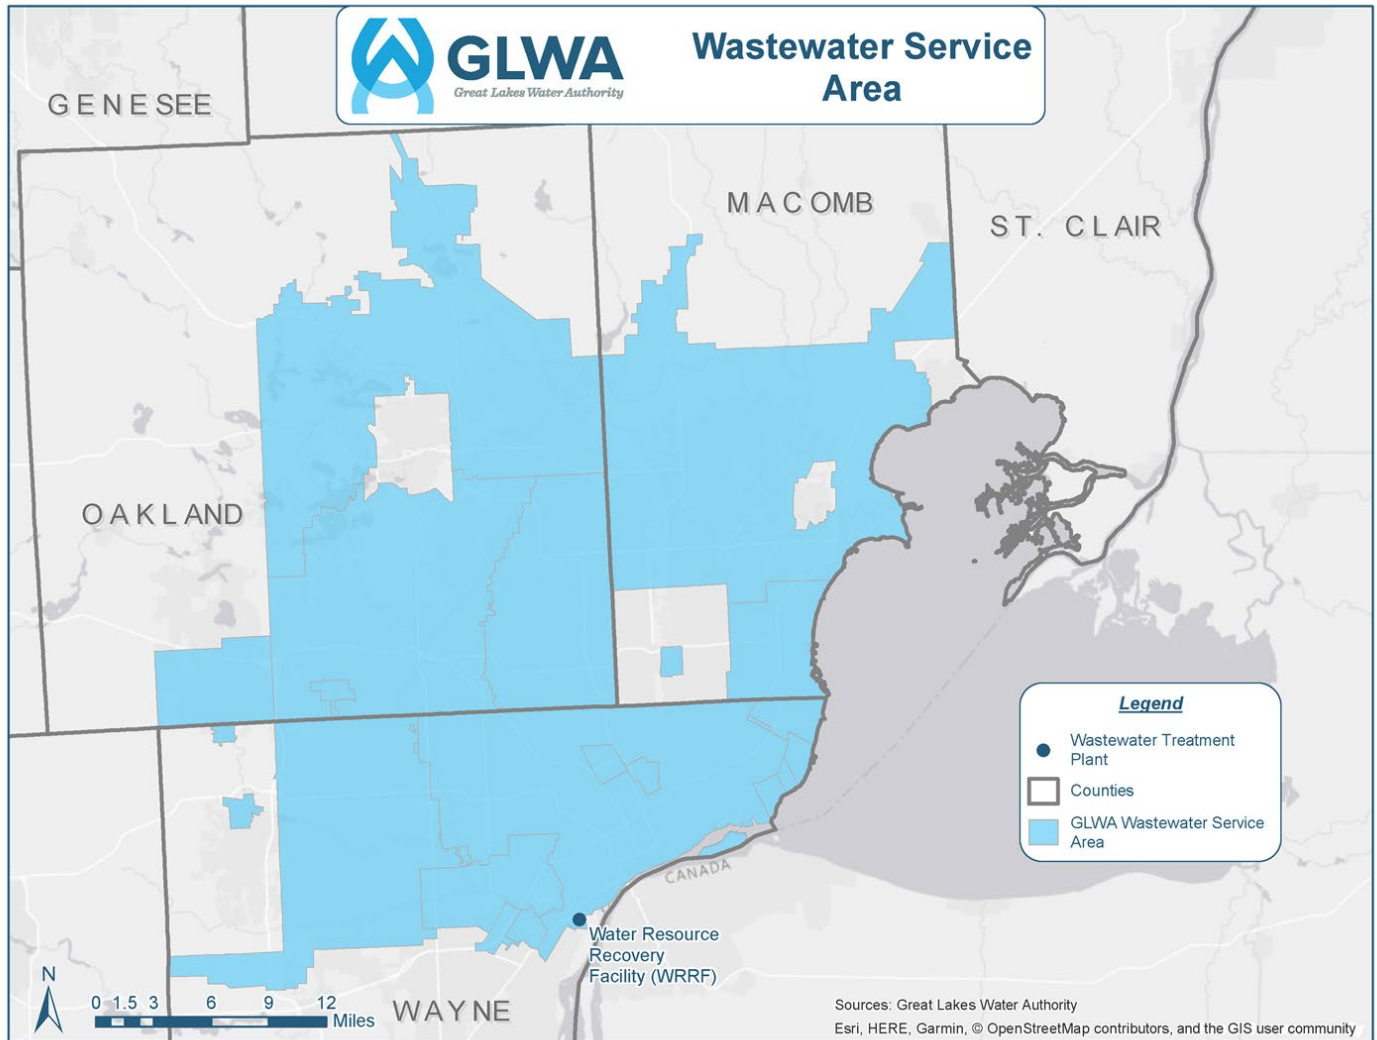 GLWA
Great Lakes Water Authority
Wastewater Service
Area
GENESEE
MACOMB
ST. CLAIR
OAKLAND
Legend
Wastewater Treatment
Plant
Counties
GLWA Wastewater Service
Area
CANADA
Water Resource
Recovery
Facility (WRRF)
N
0 1.5 3 6 9 12
Miles
WAYNE
Sources: Great Lakes Water Authority
Esri, HERE, Garmin, © OpenStreetMap contributors, and the GIS user community